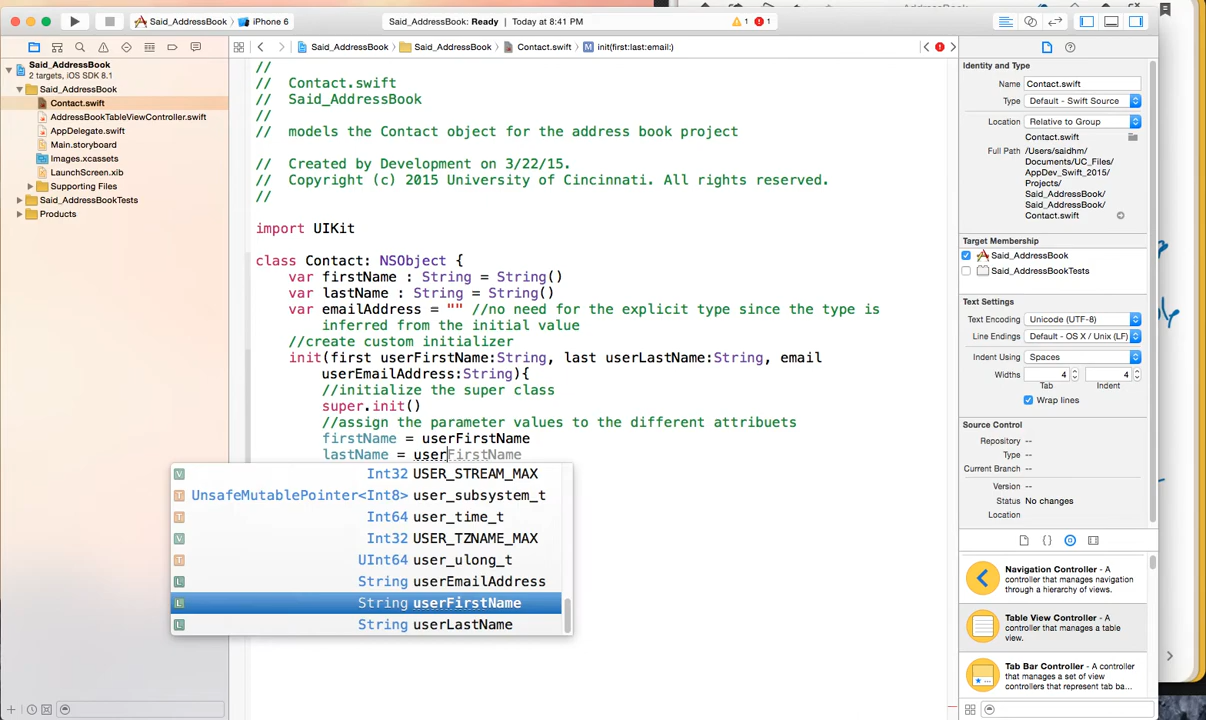 Said_AddressBook
iPhone 6
Said_AddressBook: Ready
Today at 8:41 PM
1
1
Said_AddressBook
Said_AddressBook
Contact.swift
M
init(first:last:email:)
Said_AddressBook
2 targets, iOS SDK 8.1
Said_AddressBook
Contact.swift
AddressBookTableViewController.swift
AppDelegate.swift
Main.storyboard
Images.xcassets
LaunchScreen.xib
Supporting Files
Said_AddressBookTests
Products
//
// Contact.swift
// Said_AddressBook
//
// models the Contact object for the address book project
// Created by Development on 3/22/15.
// Copyright (c) 2015 University of Cincinnati. All rights reserved.
//
import UIKit
class Contact: NSObject {
var firstName : String = String()
var lastName : String = String()
var emailAddress = "" //no need for the explicit type since the type is
inferred from the initial value
//create custom initializer
init(first userFirstName:String, last userLastName:String, email
userEmailAddress:String){
//initialize the super class
super.init()
//assign the parameter values to the different attribuets
firstName = userFirstName
lastName = userFirstName
V Int32 USER_STREAM_MAX
T UnsafeMutablePointer<Int8> user_subsystem_t
T Int64 user_time_t
V Int32 USER_TZNAME_MAX
T UInt64 user_ulong_t
L String userEmailAddress
L String userFirstName
L String userLastName
Identity and Type
Name Contact.swift
Type Default - Swift Source
Location Relative to Group
Contact.swift
Full Path /Users/saidhm/
Documents/UC_Files/
AppDev_Swift_2015/
Projects/
Said_AddressBook/
Said_AddressBook/
Contact.swift
Target Membership
Said_AddressBook
Said_AddressBookTests
Text Settings
Text Encoding Unicode (UTF-8)
Line Endings Default - OS X / Unix (LF)
Indent Using Spaces
Widths 4 4
Tab Indent
Wrap lines
Source Control
Repository --
Type --
Current Branch --
Version --
Status No changes
Location
Navigation Controller - A
controller that manages navigation
through a hierarchy of views.
Table View Controller - A
controller that manages a table
view.
Tab Bar Controller - A controller
that manages a set of view
controllers that represent tab ba...